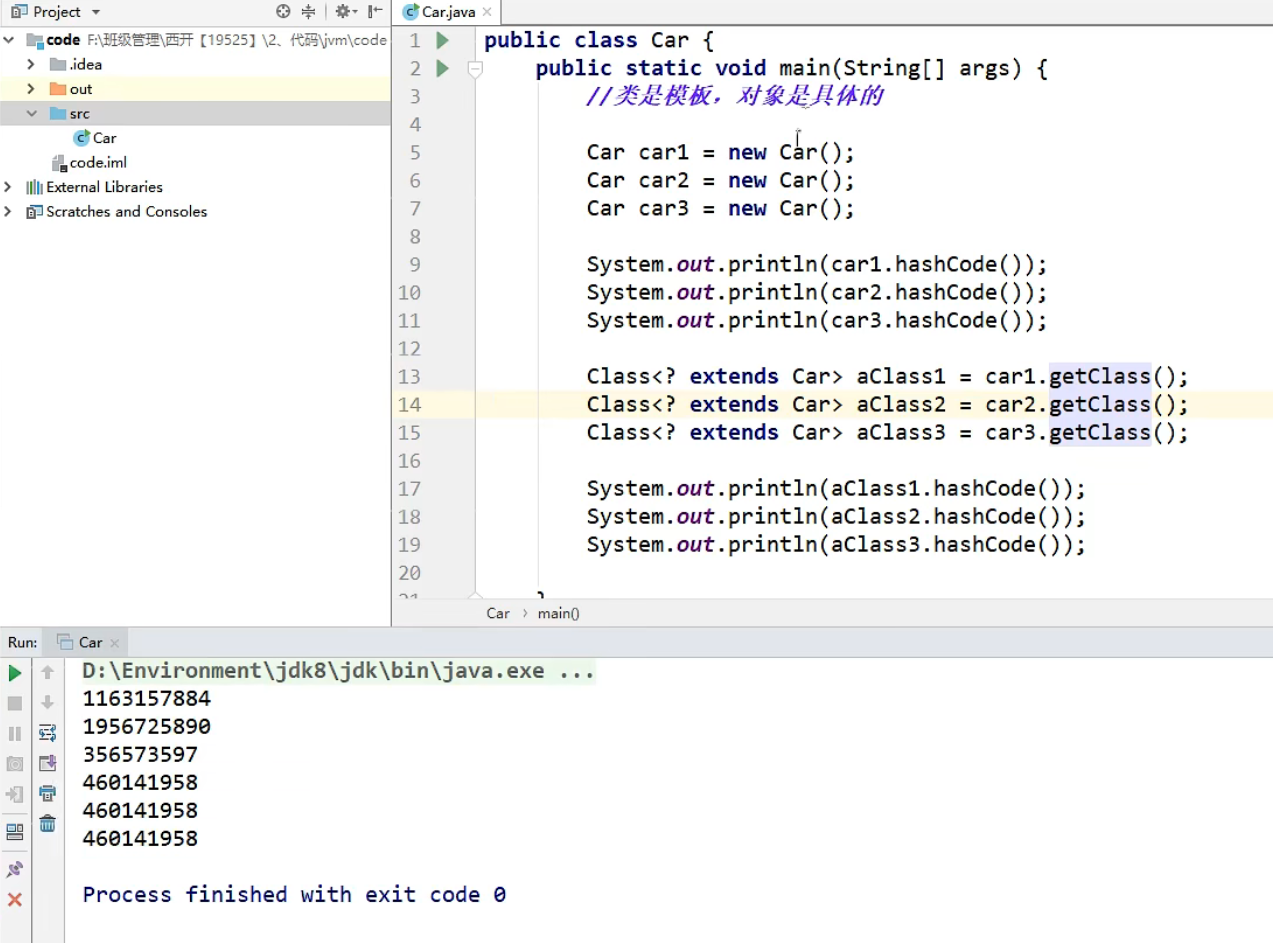 Project
code F:\班级管理\西开【19525】\2、代码\jvm\code
.idea
out
src
Car
code.iml
External Libraries
Scratches and Consoles
Car.java
1 public class Car {
2 public static void main(String[] args) {
3 //类是模板，对象是具体的
4
5 Car car1 = new Car();
6 Car car2 = new Car();
7 Car car3 = new Car();
8
9 System.out.println(car1.hashCode());
10 System.out.println(car2.hashCode());
11 System.out.println(car3.hashCode());
12
13 Class<? extends Car> aClass1 = car1.getClass();
14 Class<? extends Car> aClass2 = car2.getClass();
15 Class<? extends Car> aClass3 = car3.getClass();
16
17 System.out.println(aClass1.hashCode());
18 System.out.println(aClass2.hashCode());
19 System.out.println(aClass3.hashCode());
20
Car › main()
Run: Car
D:\Environment\jdk8\jdk\bin\java.exe ...
1163157884
1956725890
356573597
460141958
460141958
460141958
Process finished with exit code 0